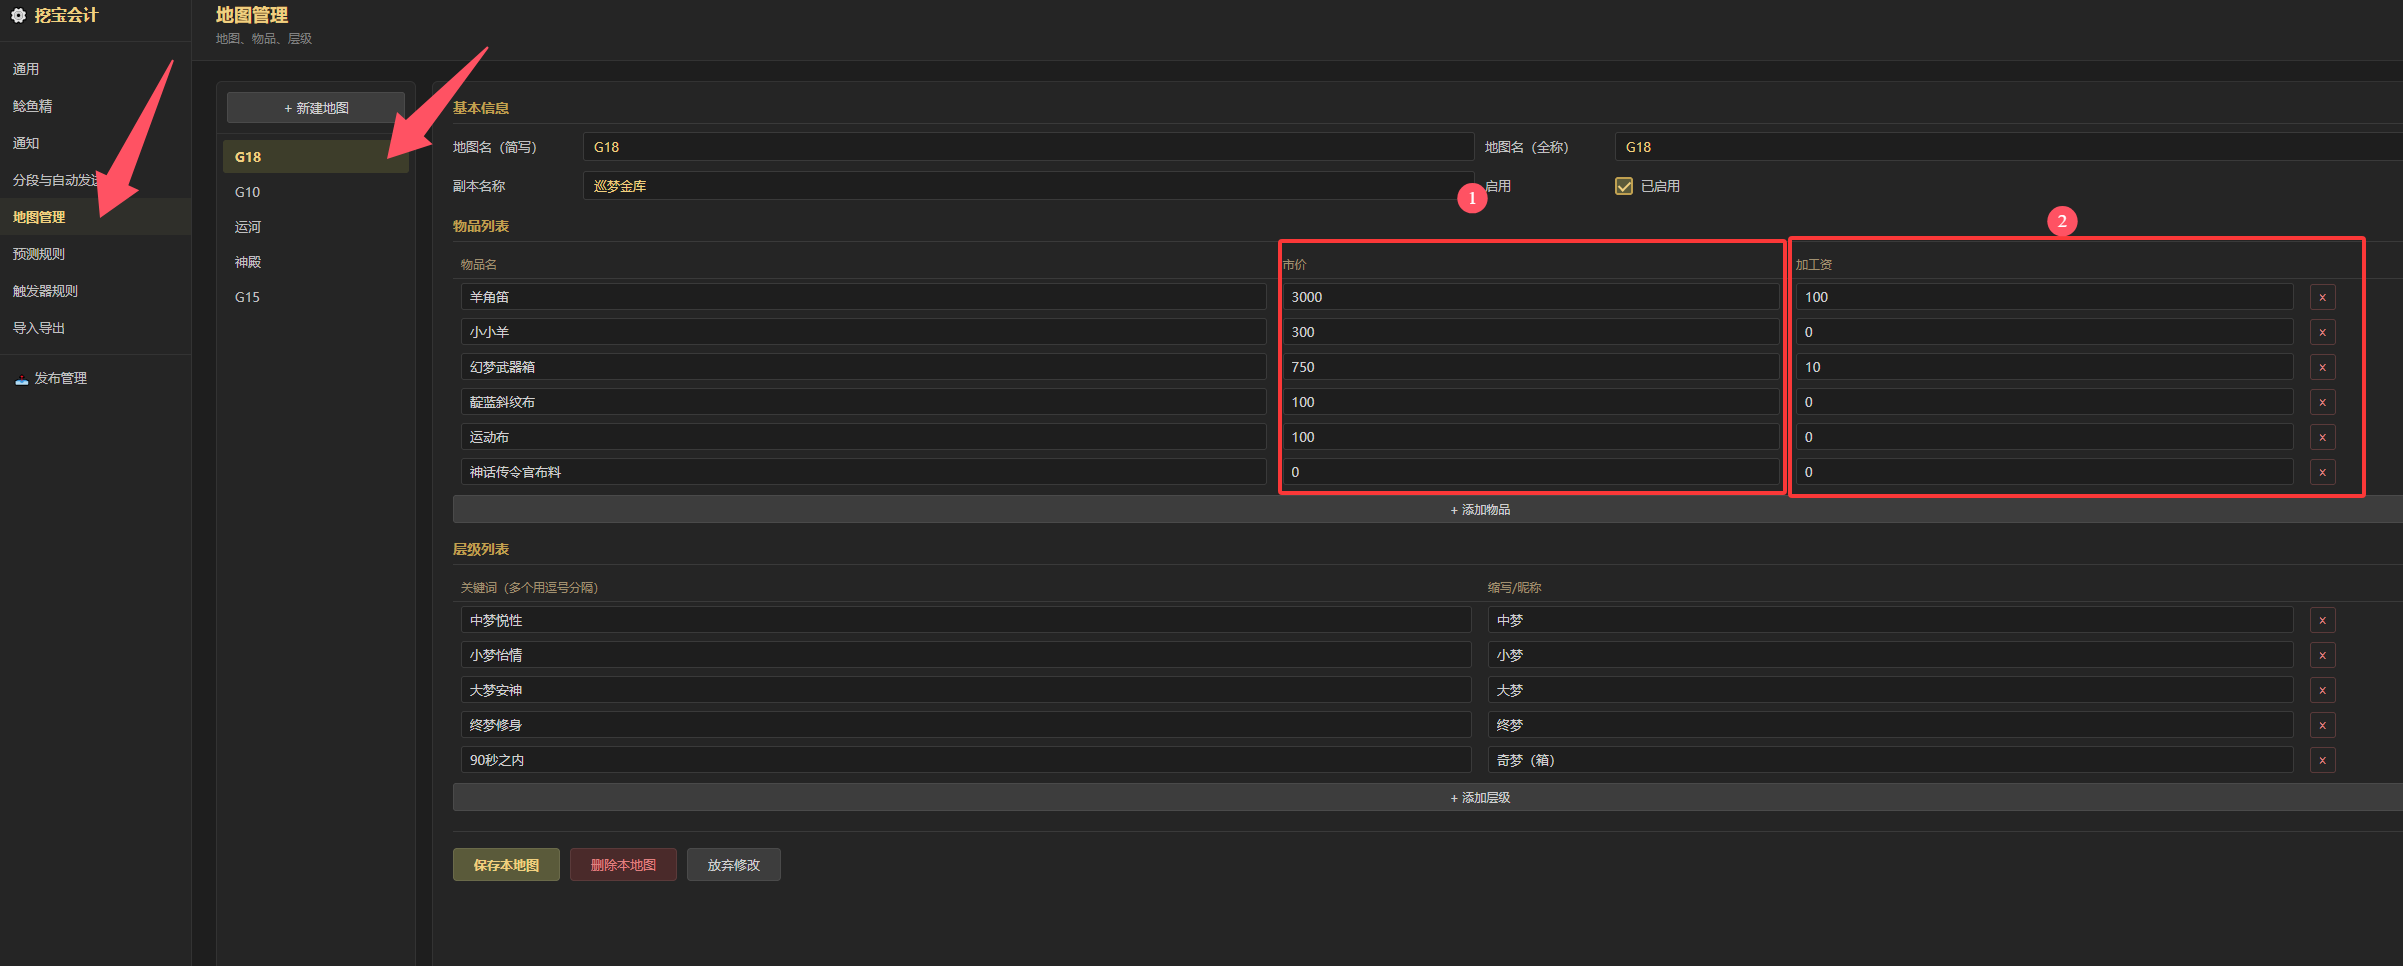 挖宝会计
通用
鲶鱼精
通知
分段与自动发送
地图管理
预测规则
触发器规则
导入导出
发布管理
地图管理
地图、物品、层级
+ 新建地图
G18
G10
运河
神殿
G15
基本信息
地图名（简写） G18 地图名（全称） G18
副本名称 巡梦金库 启用 已启用
1
2
物品列表
物品名 市价 加工资
羊角笛 3000 100 x
小小羊 300 0 x
幻梦武器箱 750 10 x
靛蓝斜纹布 100 0 x
运动布 100 0 x
神话传令官布料 0 0 x
+ 添加物品
层级列表
关键词（多个用逗号分隔） 缩写/昵称
中梦悦性 中梦 x
小梦怡情 小梦 x
大梦安神 大梦 x
终梦修身 终梦 x
90秒之内 奇梦（箱） x
+ 添加层级
保存本地图 删除本地图 放弃修改